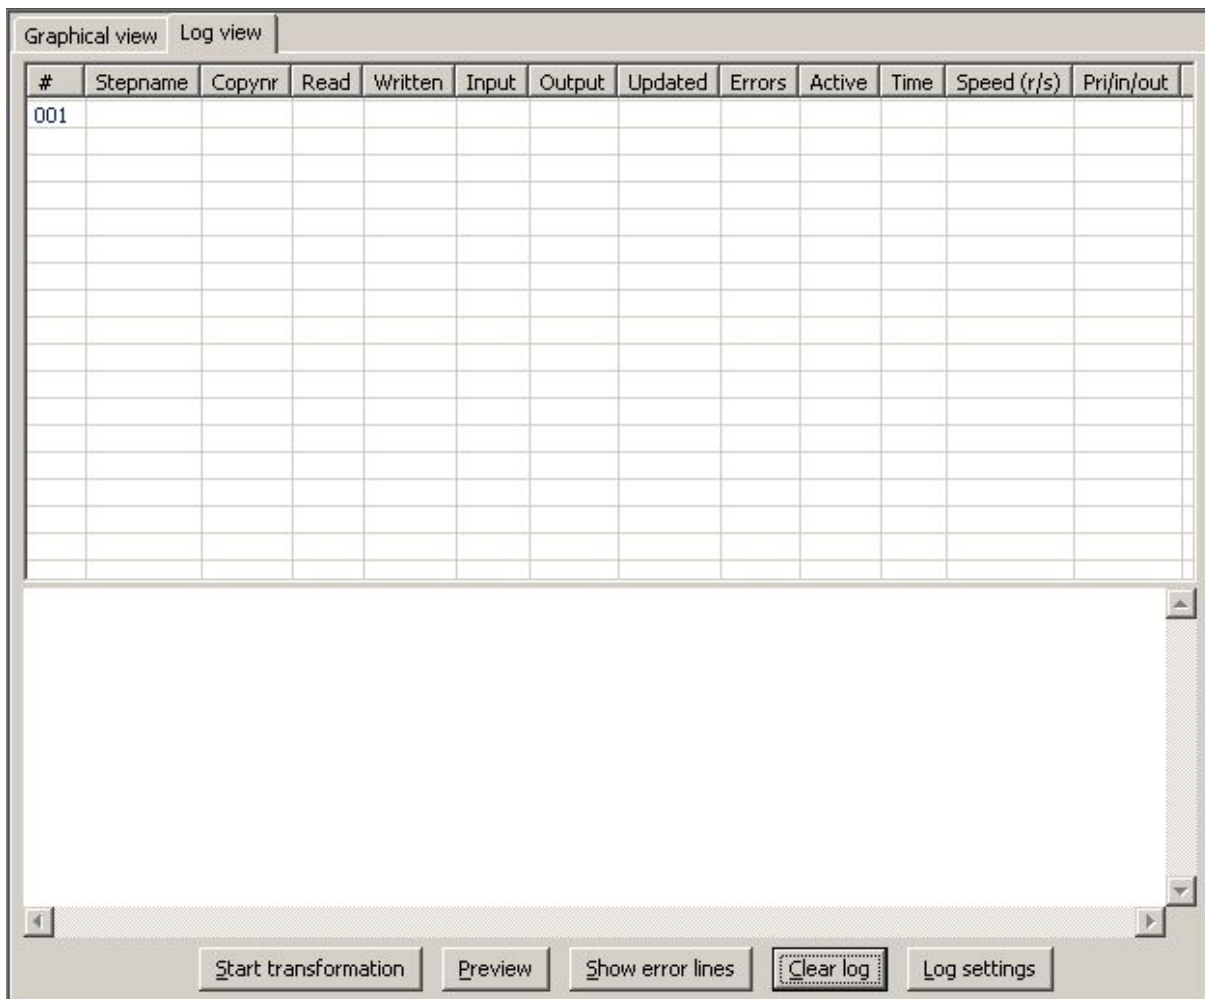 Graphical view Log view
# Stepname Copynr Read Written Input Output Updated Errors Active Time Speed (r/s) Pri/in/out
001
Start transformation Preview Show error lines Clear log Log settings